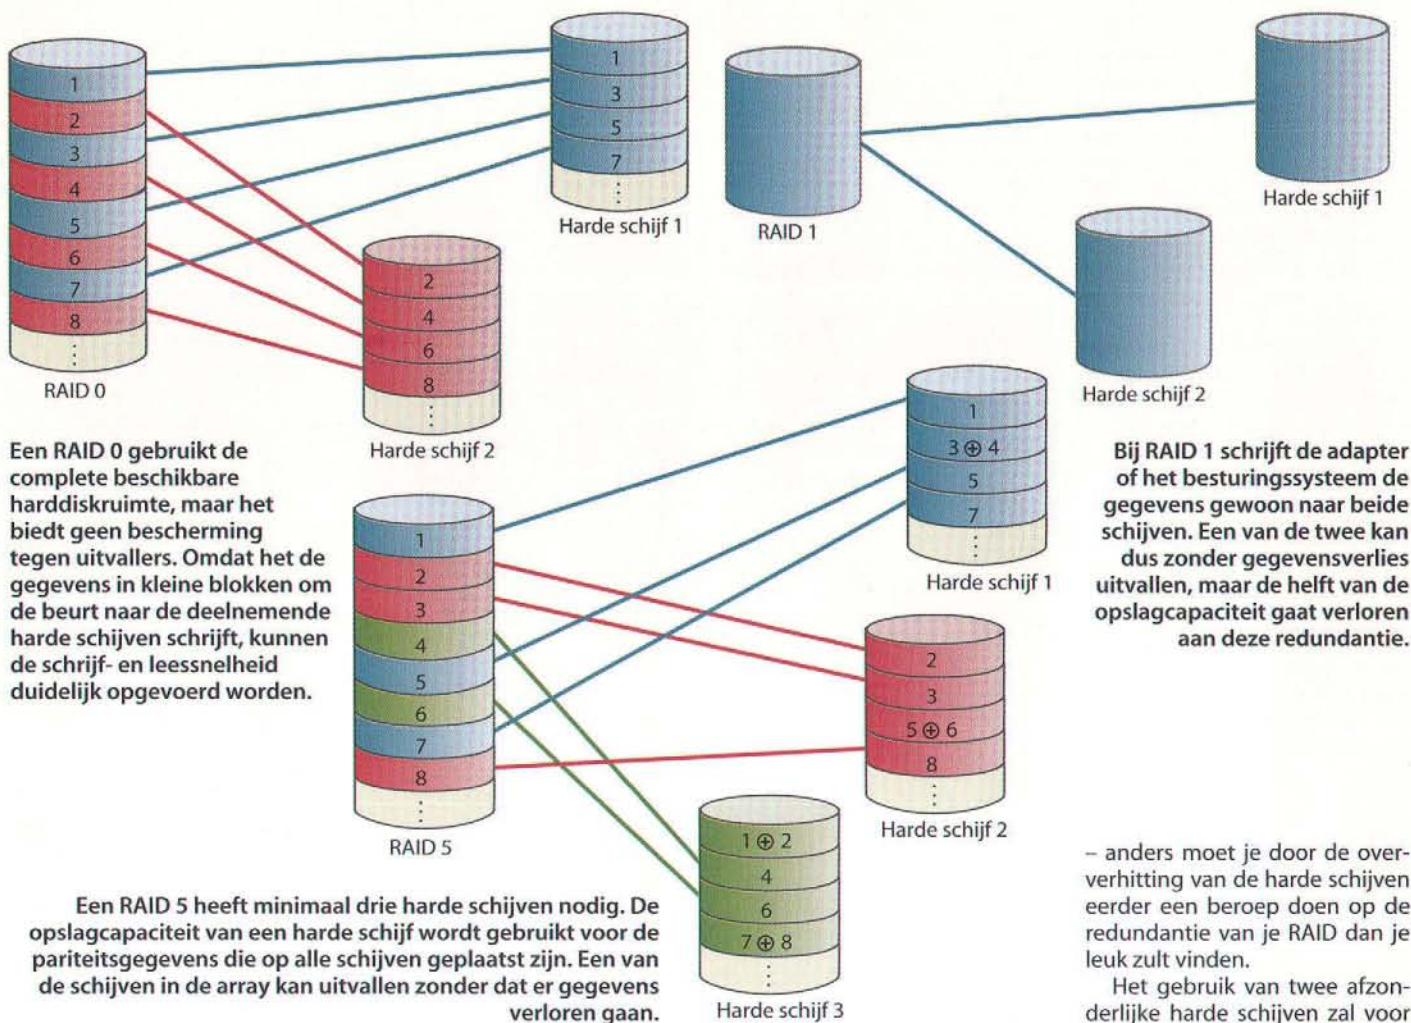 1
2
3
4
5
6
7
8
⋮
RAID 0
1
3
5
7
⋮
Harde schijf 1
2
4
6
8
⋮
Harde schijf 2
Een RAID 0 gebruikt de
complete beschikbare
harddiskruimte, maar het
biedt geen bescherming
tegen uitvallers. Omdat het de
gegevens in kleine blokken om
de beurt naar de deelnemende
harde schijven schrijft, kunnen
de schrijf- en leessnelheid
duidelijk opgevoerd worden.
RAID 1
Harde schijf 1
Harde schijf 2
Bij RAID 1 schrijft de adapter
of het besturingssysteem de
gegevens gewoon naar beide
schijven. Een van de twee kan
dus zonder gegevensverlies
uitvallen, maar de helft van de
opslagcapaciteit gaat verloren
aan deze redundantie.
1
2
3
4
5
6
7
8
⋮
RAID 5
1
3 ⊕ 4
5
7
⋮
Harde schijf 1
2
3
5 ⊕ 6
8
⋮
Harde schijf 2
1 ⊕ 2
4
6
7 ⊕ 8
Harde schijf 3
Een RAID 5 heeft minimaal drie harde schijven nodig. De
opslagcapaciteit van een harde schijf wordt gebruikt voor de
pariteitsgegevens die op alle schijven geplaatst zijn. Een van
de schijven in de array kan uitvallen zonder dat er gegevens
verloren gaan.
– anders moet je door de over-
verhitting van de harde schijven
eerder een beroep doen op de
redundantie van je RAID dan je
leuk zult vinden.
Het gebruik van twee afzon-
derlijke harde schijven zal voor